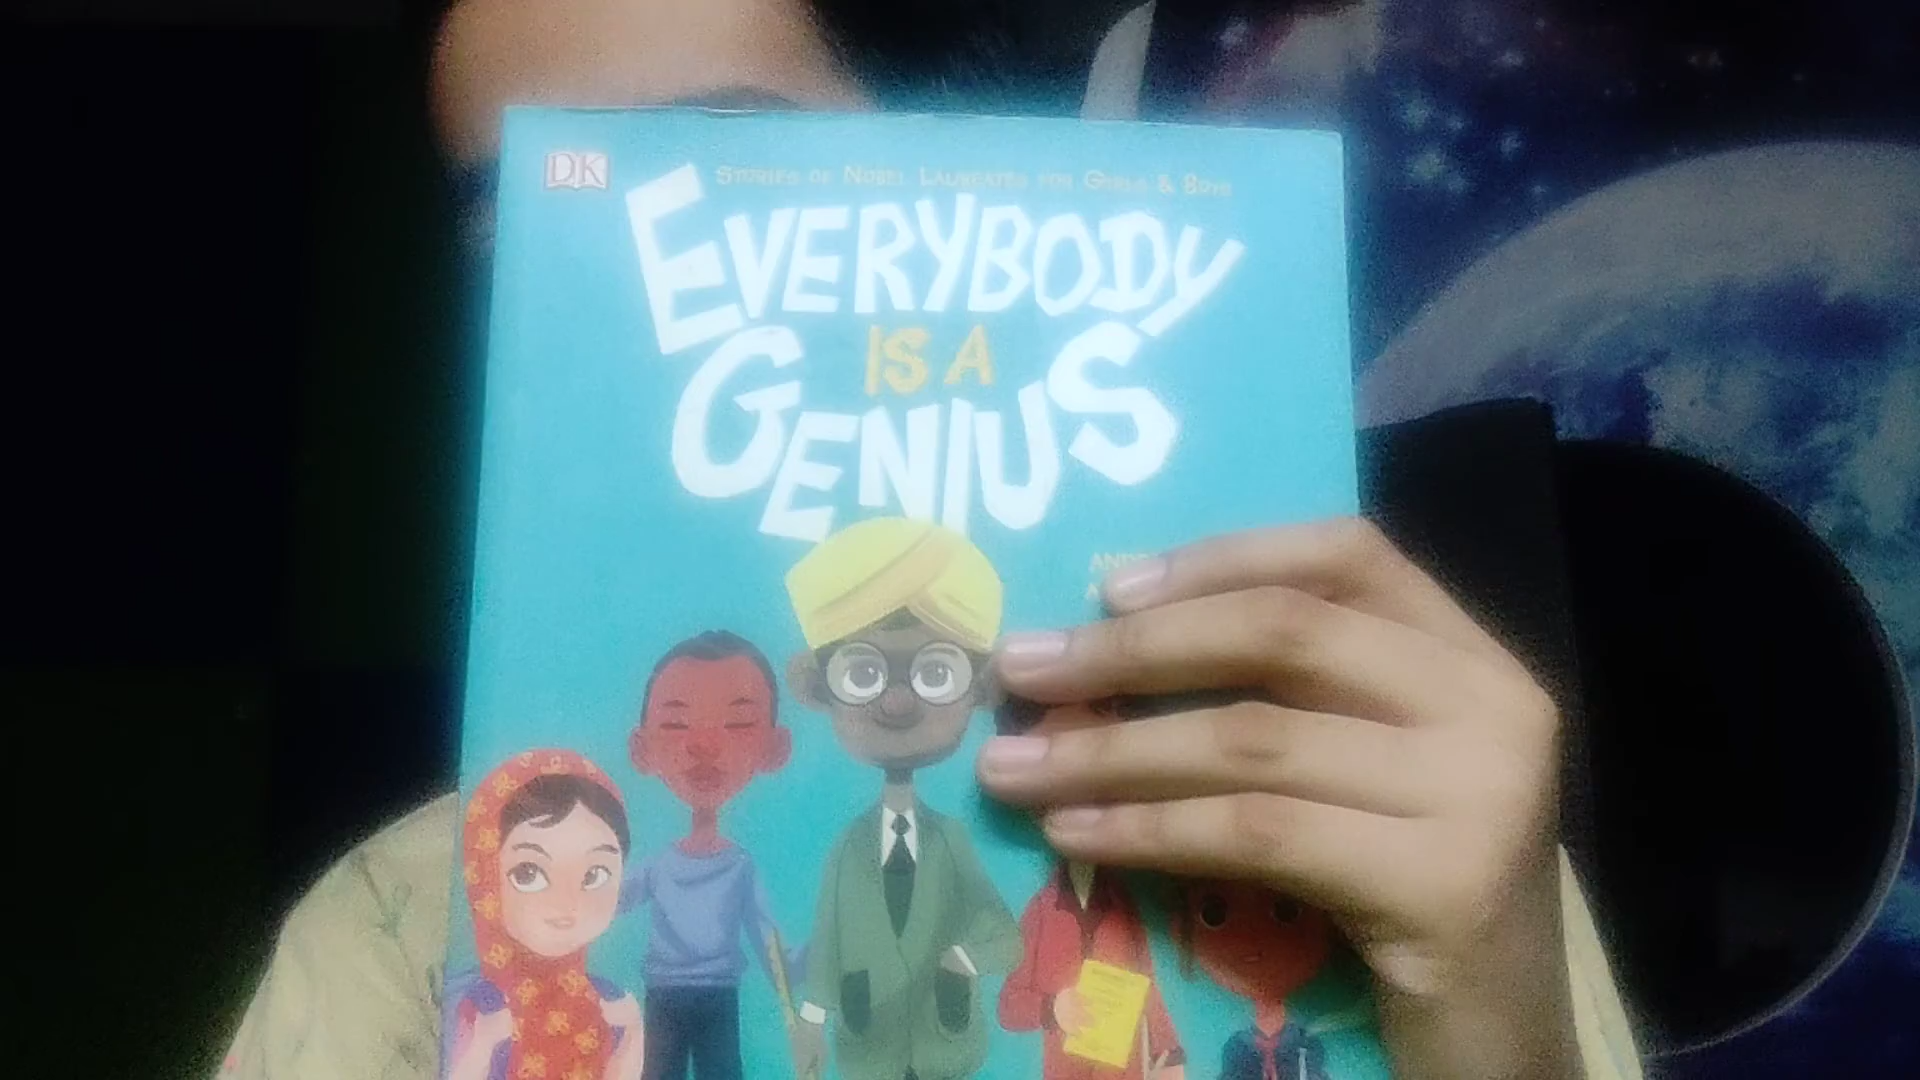 DK
STORIES OF NOBEL LAUREATES FOR GIRLS & BOYS
EVERYBODY
IS A
GENIUS